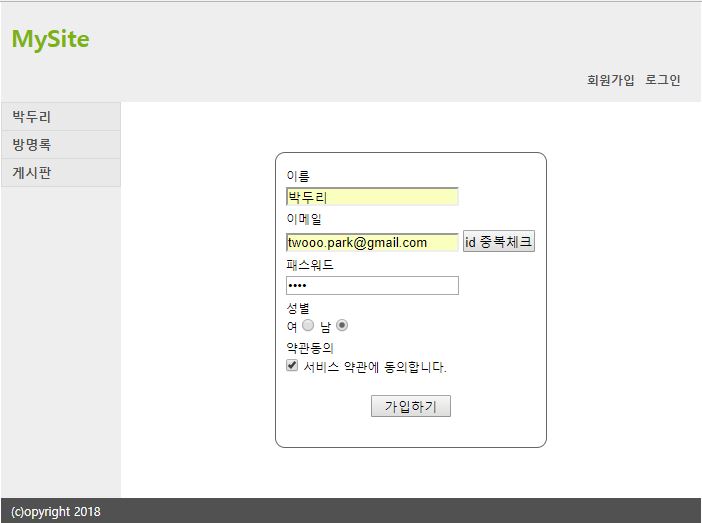 MySite
회원가입 로그인
박두리
방명록
게시판
이름
박두리
이메일
twooo.park@gmail.com id 중복체크
패스워드
••••
성별
여 남
약관동의
서비스 약관에 동의합니다.
가입하기
(c)opyright 2018